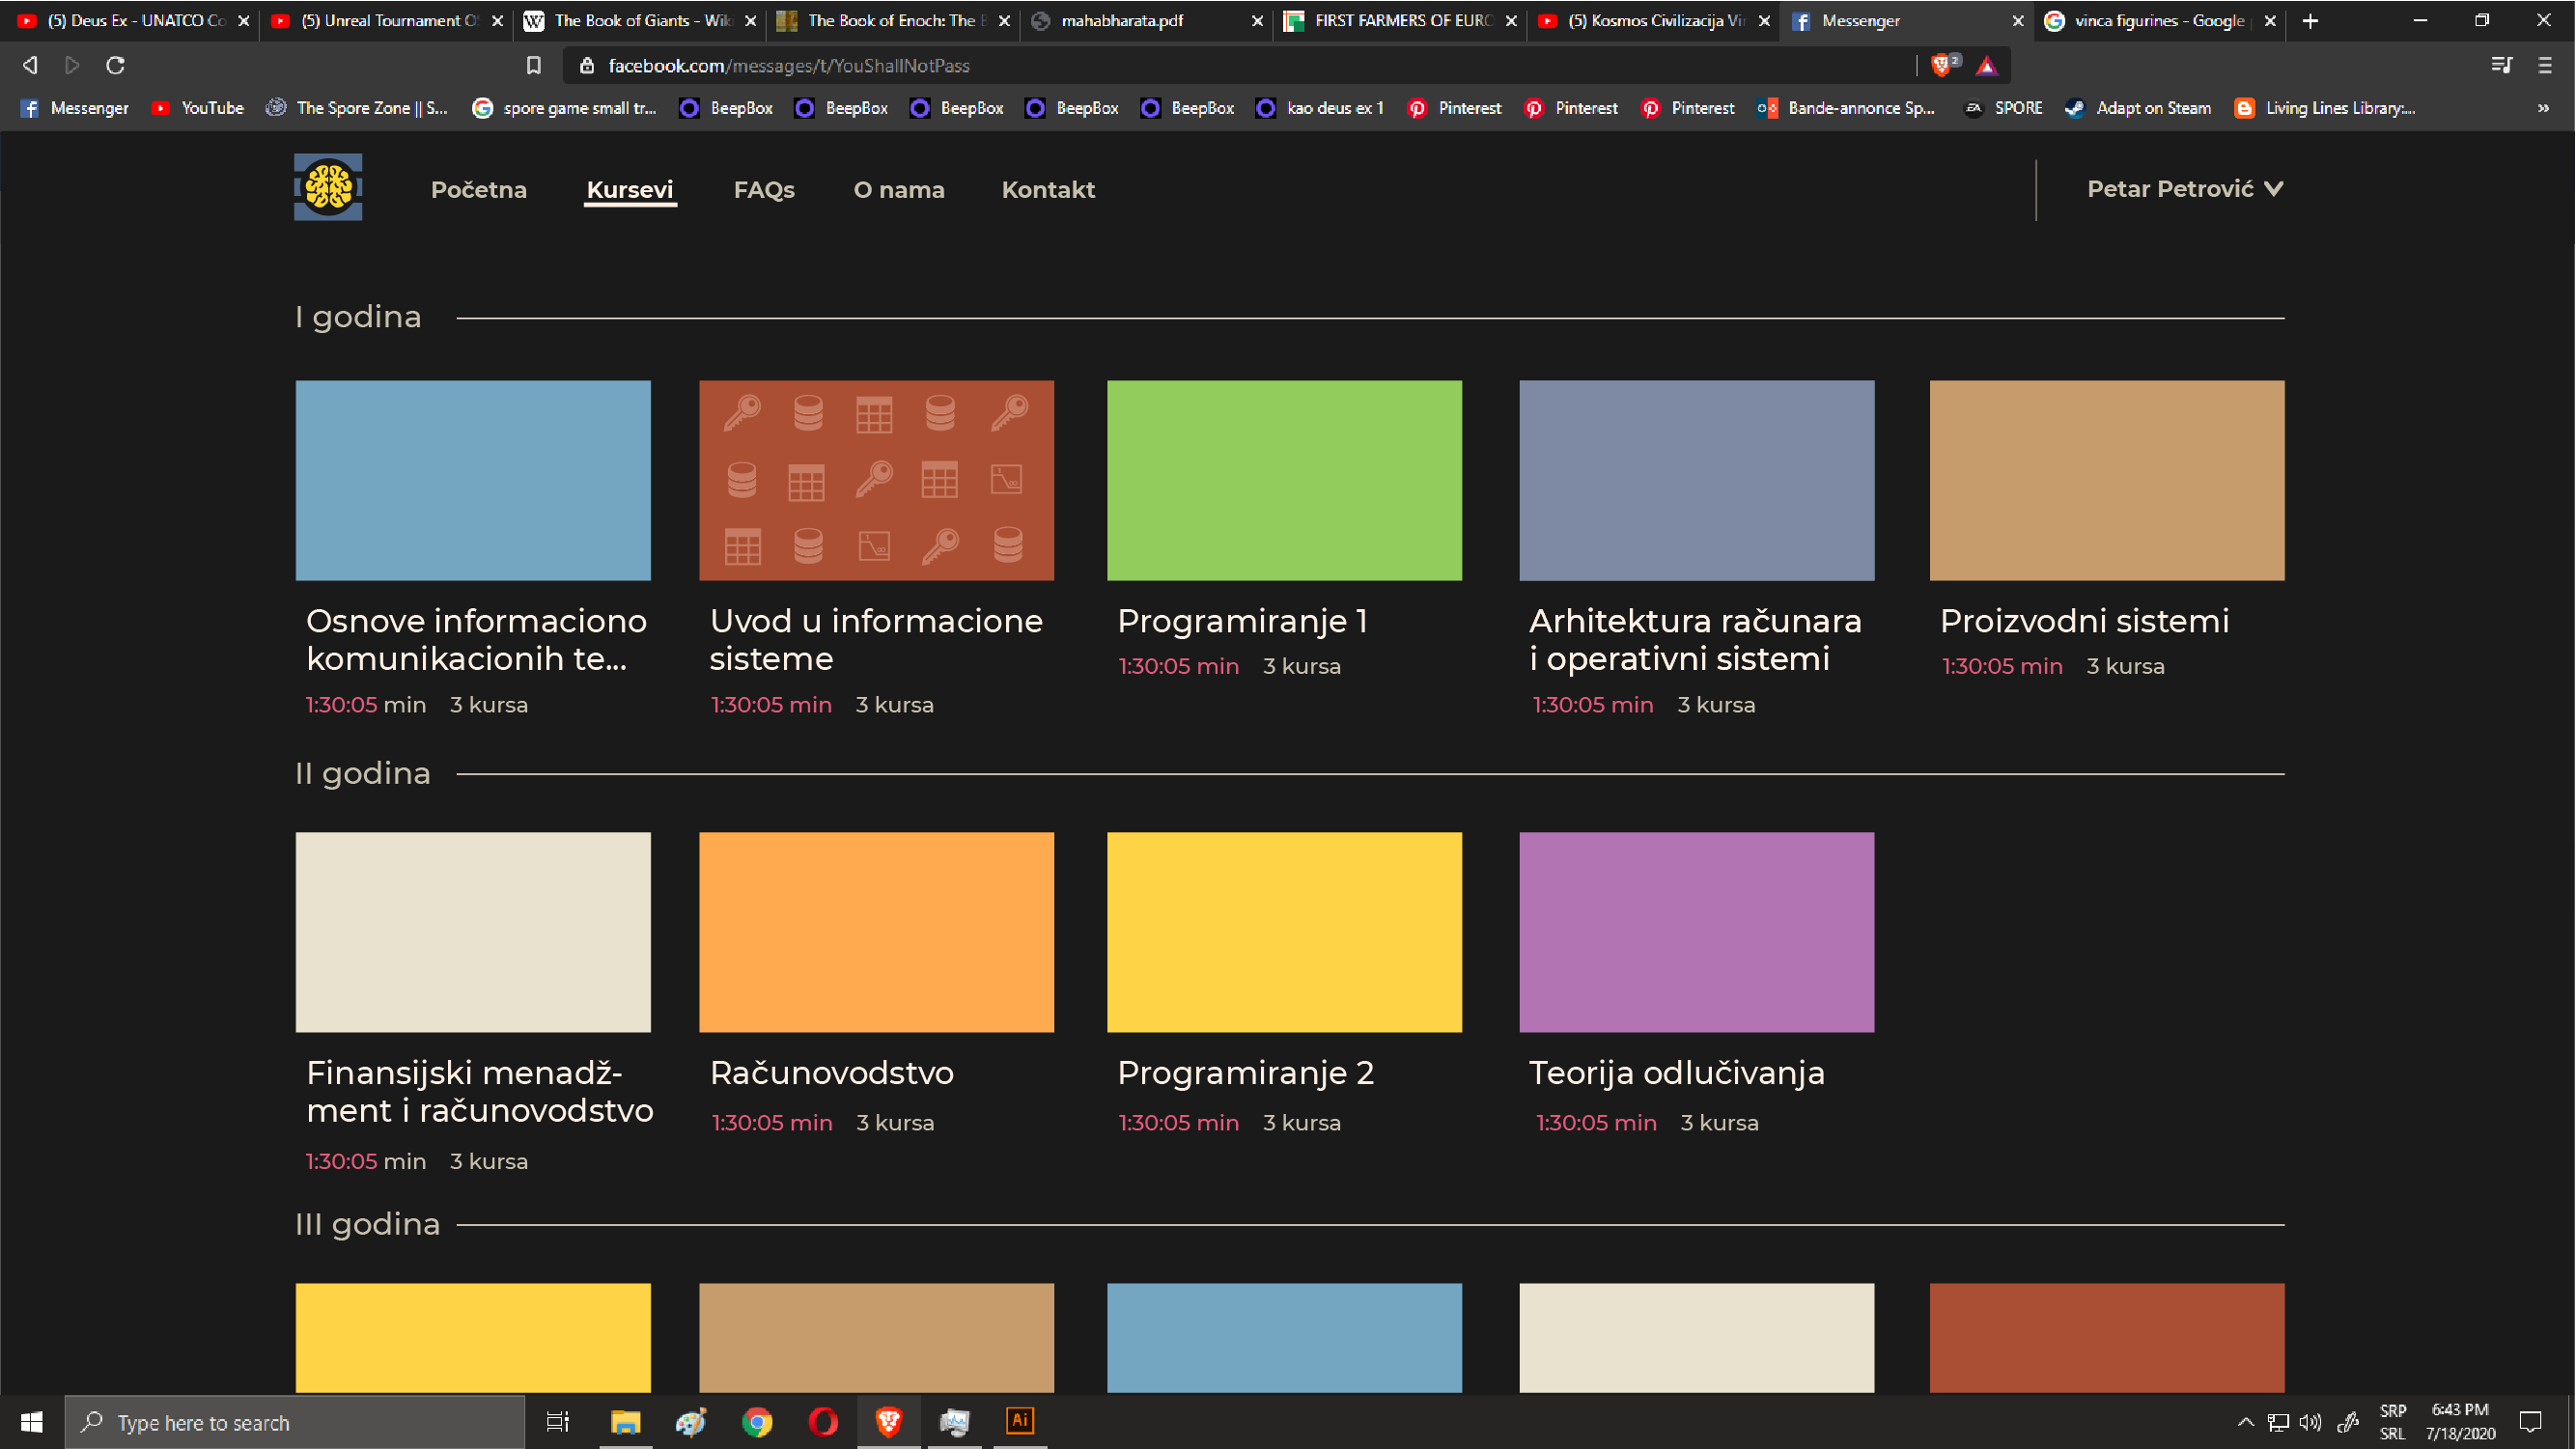 (5) Deus Ex - UNATCO Co
(5) Unreal Tournament O
The Book of Giants - Wiki
The Book of Enoch: The B
mahabharata.pdf
FIRST FARMERS OF EURO
(5) Kosmos Civilizacija Vin
Messenger
vinca figurines - Google
facebook.com/messages/t/YouShallNotPass
2
Messenger
YouTube
The Spore Zone || S...
spore game small tr...
BeepBox
BeepBox
BeepBox
BeepBox
BeepBox
kao deus ex 1
Pinterest
Pinterest
Pinterest
Bande-annonce Sp...
SPORE
Adapt on Steam
Living Lines Library:...
»
Početna
Kursevi
FAQs
O nama
Kontakt
Petar Petrović
I godina
Osnove informaciono
komunikacionih te...
1:30:05 min 3 kursa
Uvod u informacione
sisteme
1:30:05 min 3 kursa
Programiranje 1
1:30:05 min 3 kursa
Arhitektura računara
i operativni sistemi
1:30:05 min 3 kursa
Proizvodni sistemi
1:30:05 min 3 kursa
II godina
Finansijski menadž-
ment i računovodstvo
1:30:05 min 3 kursa
Računovodstvo
1:30:05 min 3 kursa
Programiranje 2
1:30:05 min 3 kursa
Teorija odlučivanja
1:30:05 min 3 kursa
III godina
Type here to search
Ai
SRP
SRL
6:43 PM
7/18/2020